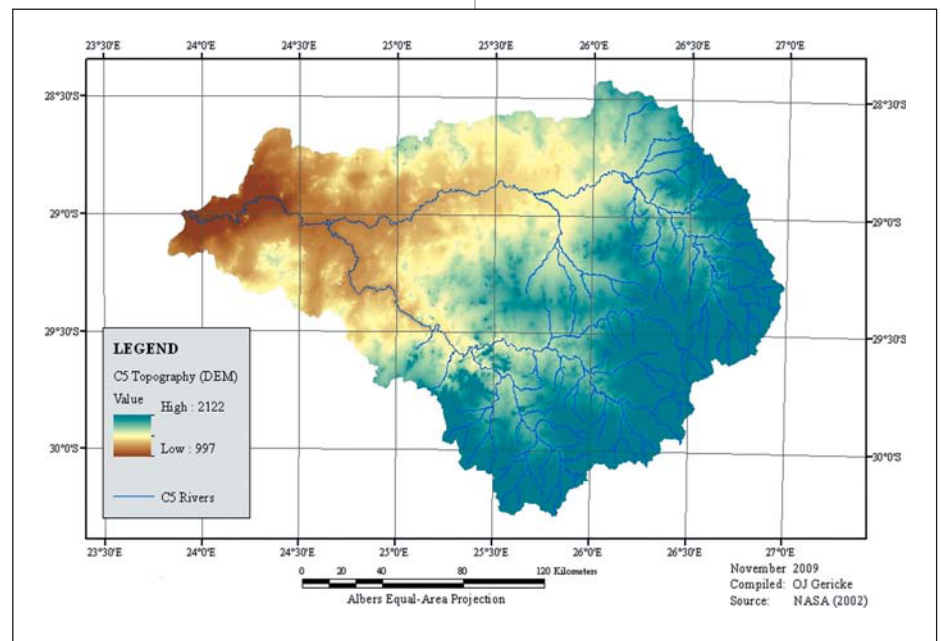 23°30'E 24°0'E 24°30'E 25°0'E 25°30'E 26°0'E 26°30'E 27°0'E
28°30'S 28°30'S
29°0'S 29°0'S
29°30'S 29°30'S
30°0'S 30°0'S
LEGEND
C5 Topography (DEM)
Value
High : 2122
Low : 997
C5 Rivers
23°30'E 24°0'E 24°30'E 25°0'E 25°30'E 26°0'E 26°30'E 27°0'E
0 20 40 80 120 Kilometers
Albers Equal-Area Projection
November 2009
Compiled: OJ Gericke
Source: NASA (2002)